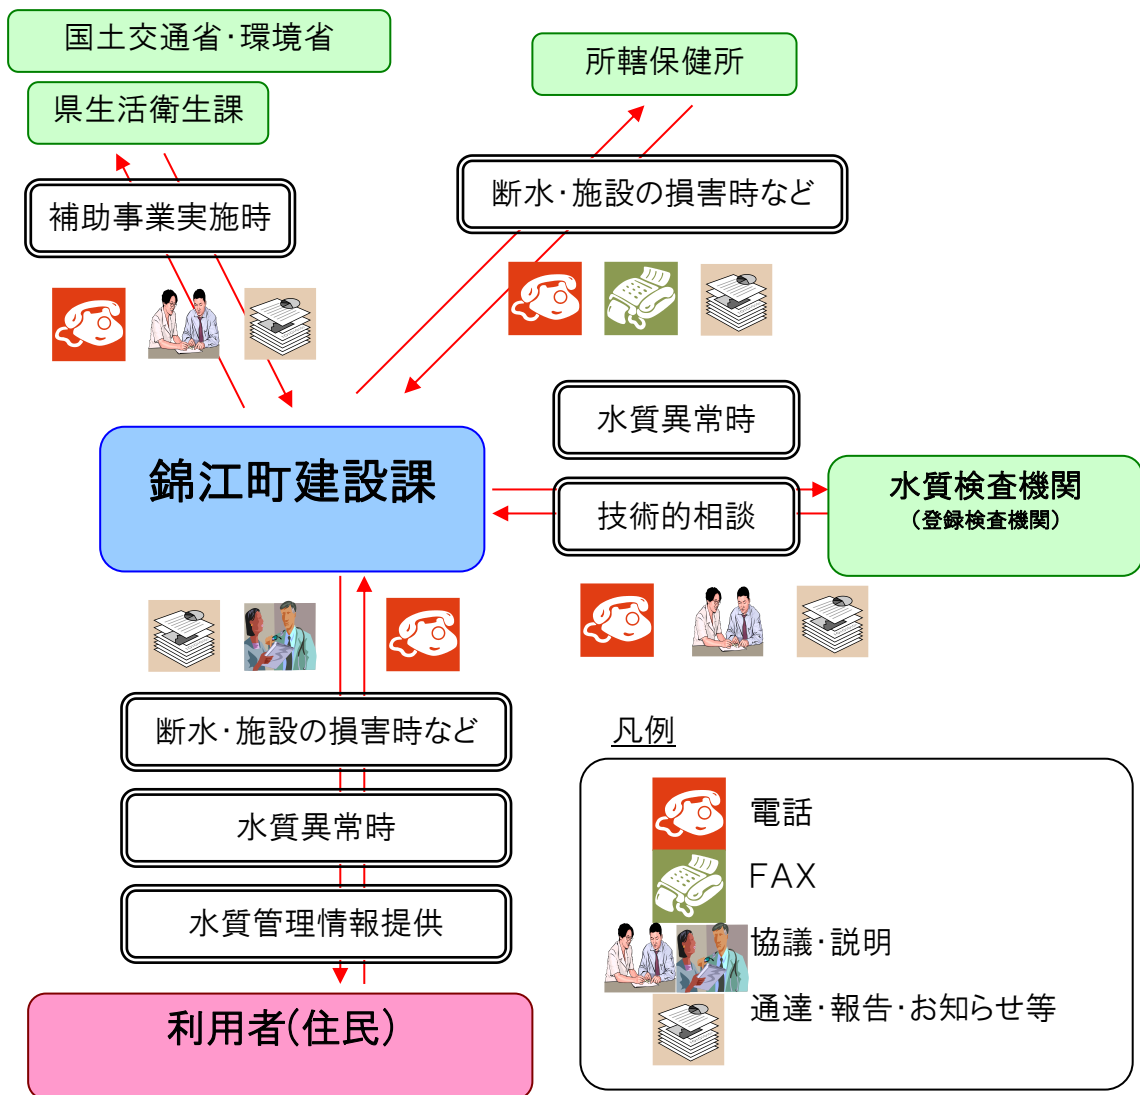 国土交通省・環境省
県生活衛生課
所轄保健所
補助事業実施時
断水・施設の損害時など
錦江町建設課
水質異常時
技術的相談
水質検査機関
（登録検査機関）
断水・施設の損害時など
水質異常時
水質管理情報提供
利用者(住民)
凡例
電話
FAX
協議・説明
通達・報告・お知らせ等